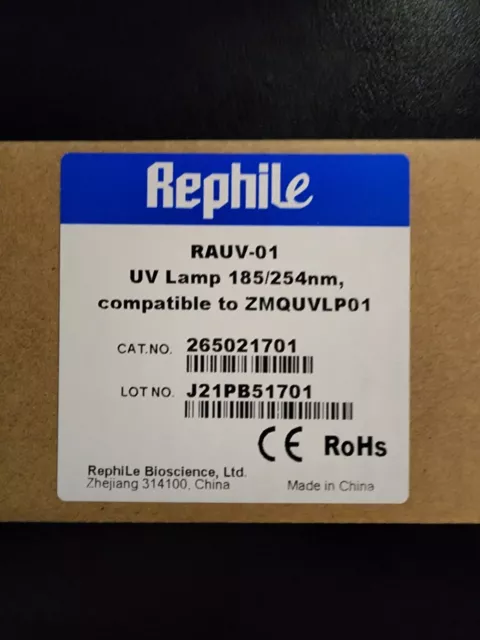 RephiLe
RAUV-01
UV Lamp 185/254nm,
compatible to ZMQUVLP01
CAT.NO. 265021701
LOT NO. J21PB51701
CE RoHs
RephiLe Bioscience, Ltd.
Zhejiang 314100, China Made in China